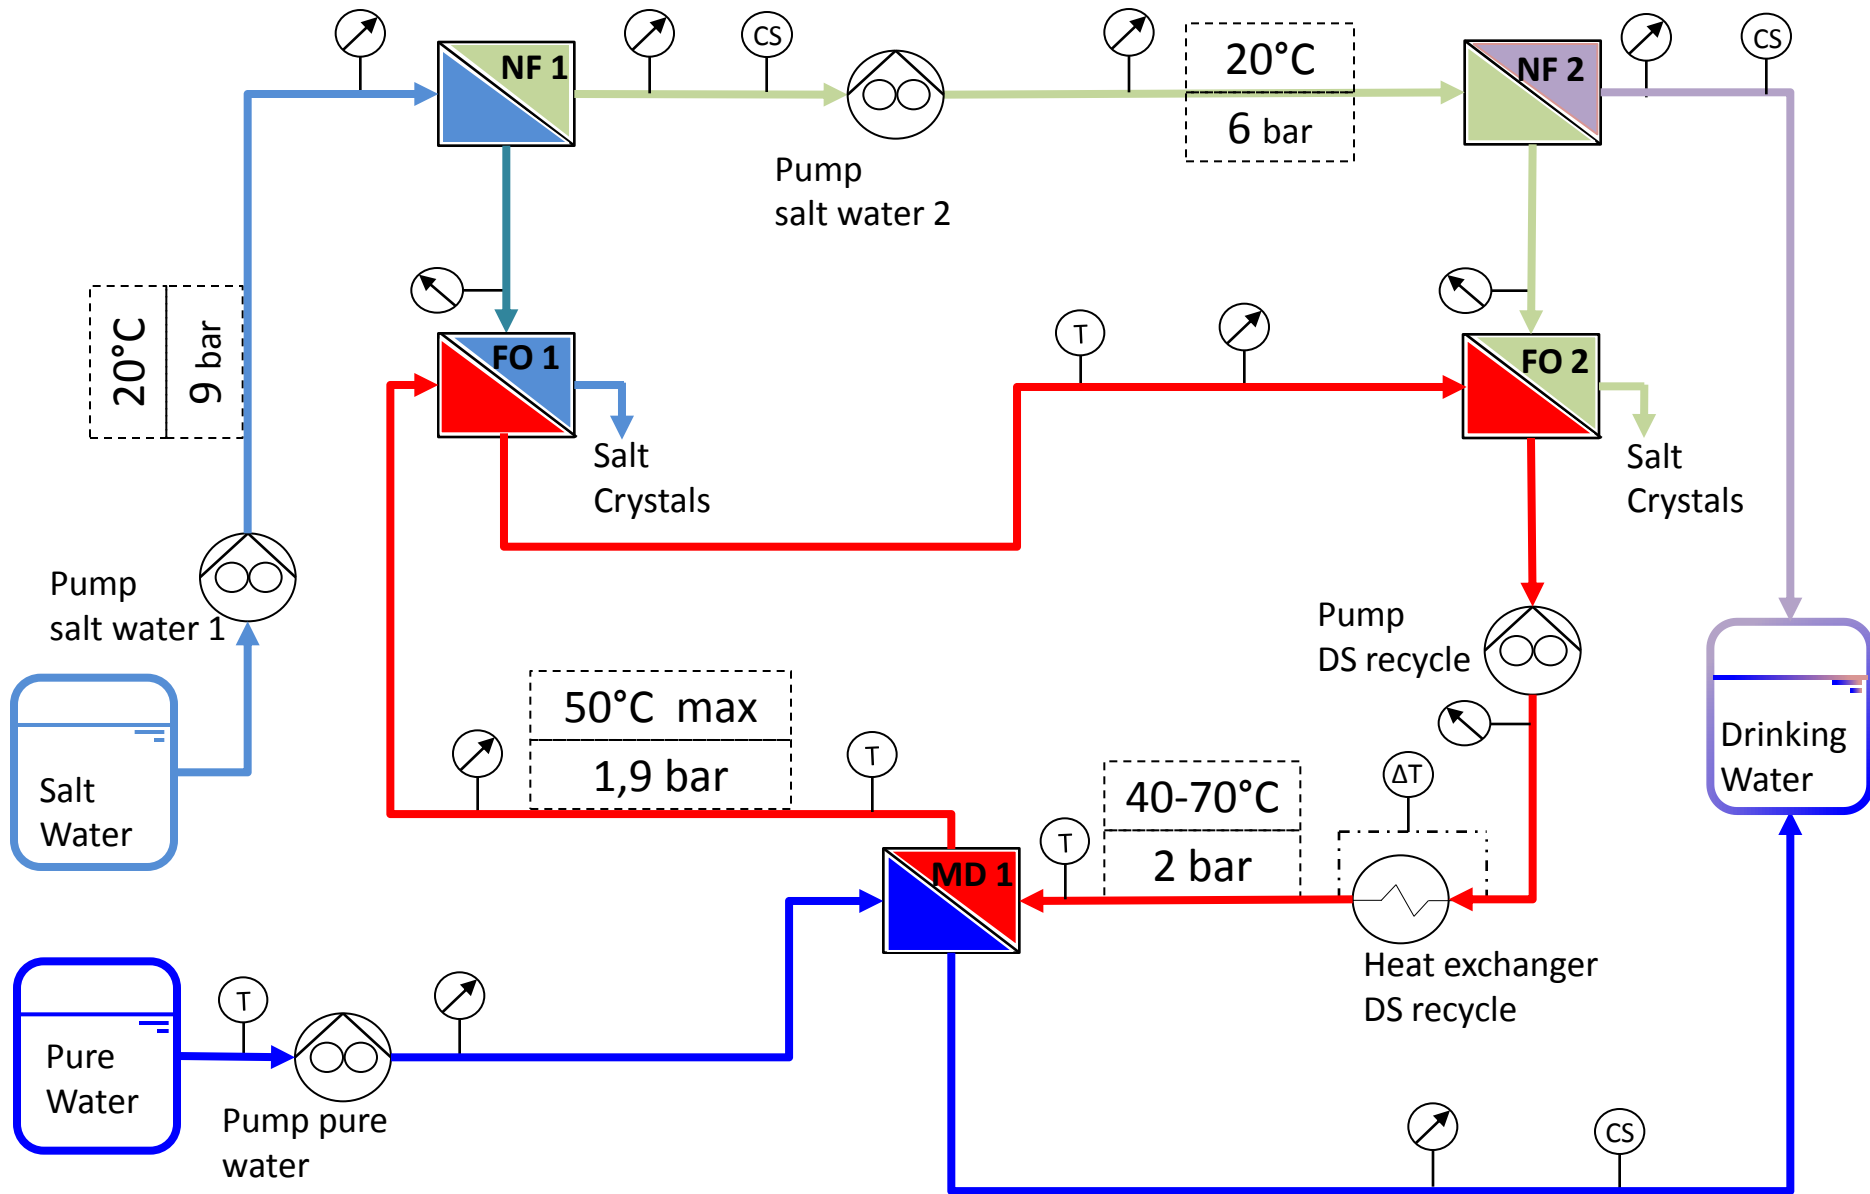 CS
CS
NF 1
NF 2
20°C
6 bar
Pump
salt water 2
20°C
9 bar
T
FO 1
FO 2
Salt
Crystals
Salt
Crystals
Pump
salt water 1
Pump
DS recycle
50°C max
1,9 bar
T
Salt
Water
Drinking
Water
ΔT
40-70°C
2 bar
T
MD 1
Heat exchanger
DS recycle
T
Pure
Water
Pump pure
water
CS